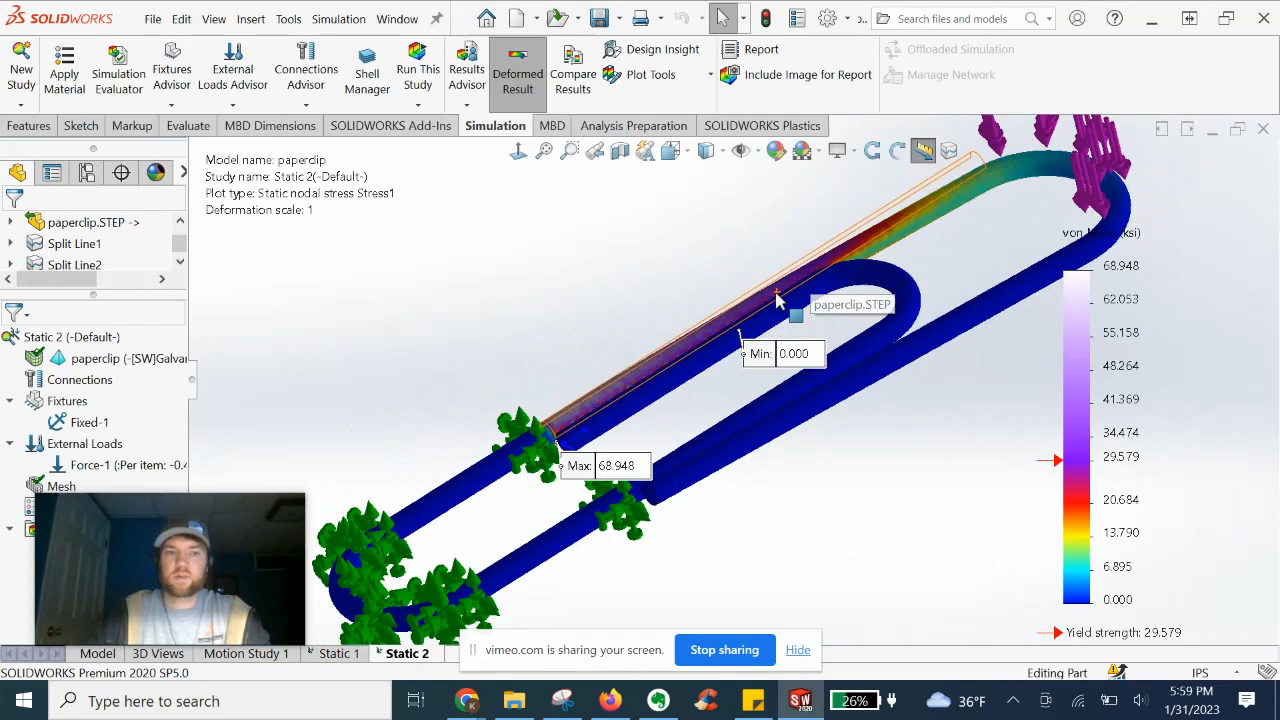 SOLIDWORKS File Edit View Insert Tools Simulation Window Search files and models
New Study
Apply Material
Simulation Evaluator
Fixtures Advisor
External Loads Advisor
Connections Advisor
Shell Manager
Run This Study
Results Advisor
Deformed Result
Compare Results
Design Insight
Plot Tools
Report
Include Image for Report
Offloaded Simulation
Manage Network
Features Sketch Markup Evaluate MBD Dimensions SOLIDWORKS Add-Ins Simulation MBD Analysis Preparation SOLIDWORKS Plastics
Model name: paperclip
Study name: Static 2(-Default-)
Plot type: Static nodal stress Stress1
Deformation scale: 1
paperclip.STEP ->
Split Line1
Split Line2
Static 2 (-Default-)
paperclip (-[SW]Galvar
Connections
Fixtures
Fixed-1
External Loads
Force-1 (:Per item: -0.4
Mesh
paperclip.STEP
Min: 0.000
Max: 68.948
68.948
62.053
55.158
48.264
41.369
34.474
29.579
20.684
13.790
6.895
0.000
Yield strength: 29.579
vimeo.com is sharing your screen. Stop sharing Hide
Model 3D Views Motion Study 1 Static 1 Static 2
SOLIDWORKS Premium 2020 SP5.0 Editing Part IPS
Type here to search 26% 36°F 5:59 PM
1/31/2023